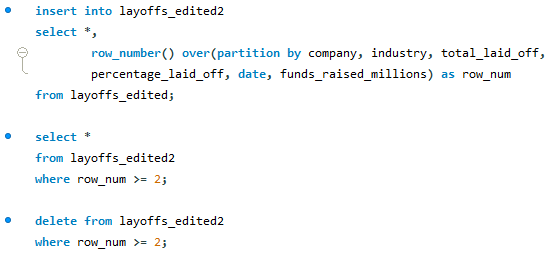 insert into layoffs_edited2
select *,
row_number() over(partition by company, industry, total_laid_off,
percentage_laid_off, date, funds_raised_millions) as row_num
from layoffs_edited;
select *
from layoffs_edited2
where row_num >= 2;
delete from layoffs_edited2
where row_num >= 2;